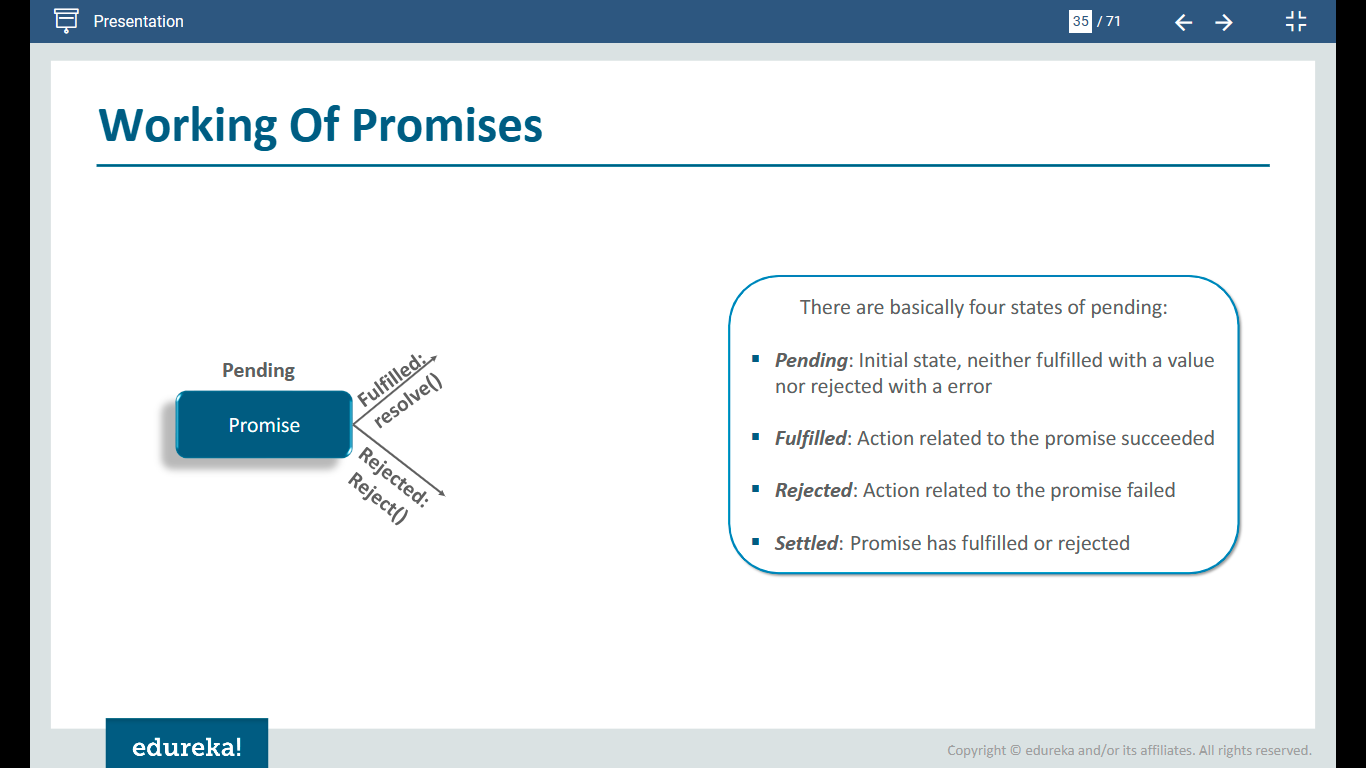 Presentation
35 / 71
Working Of Promises
Pending
Promise
Fulfilled:
resolve()
Rejected:
Reject()
There are basically four states of pending:
▪ Pending: Initial state, neither fulfilled with a value
nor rejected with a error
▪ Fulfilled: Action related to the promise succeeded
▪ Rejected: Action related to the promise failed
▪ Settled: Promise has fulfilled or rejected
edureka!
Copyright © edureka and/or its affiliates. All rights reserved.